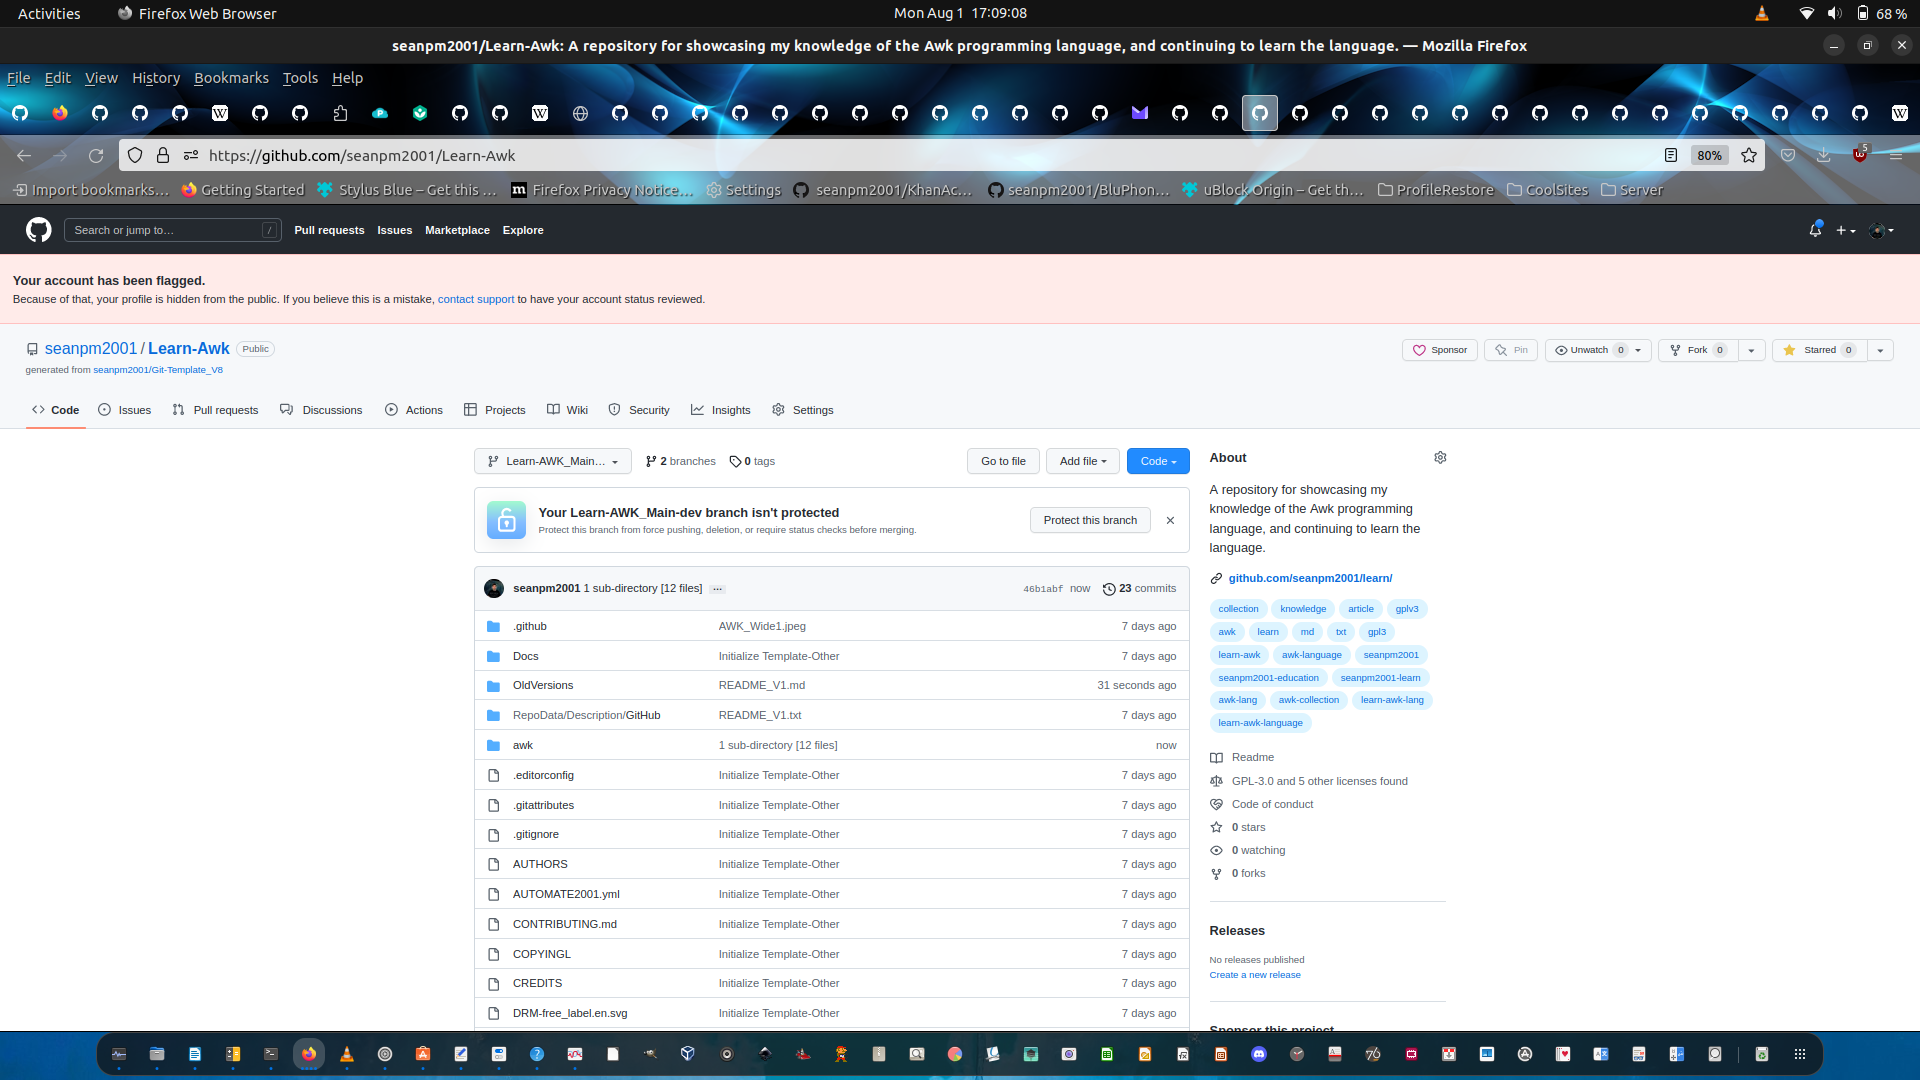 Activities
Firefox Web Browser
Mon Aug 1 17:09:08
68 %
seanpm2001/Learn-Awk: A repository for showcasing my knowledge of the Awk programming language, and continuing to learn the language. — Mozilla Firefox
File Edit View History Bookmarks Tools Help
https://github.com/seanpm2001/Learn-Awk
80%
5
Import bookmarks… Getting Started Stylus Blue – Get this … Firefox Privacy Notice… Settings seanpm2001/KhanAc… seanpm2001/BluPhon… uBlock Origin – Get th… ProfileRestore CoolSites Server
Search or jump to… /
Pull requests Issues Marketplace Explore
Your account has been flagged.
Because of that, your profile is hidden from the public. If you believe this is a mistake, contact support to have your account status reviewed.
seanpm2001 / Learn-Awk Public
generated from seanpm2001/Git-Template_V8
Sponsor Pin Unwatch 0 Fork 0 Starred 0
Code Issues Pull requests Discussions Actions Projects Wiki Security Insights Settings
Learn-AWK_Main… 2 branches 0 tags
Go to file Add file Code
Your Learn-AWK_Main-dev branch isn't protected
Protect this branch from force pushing, deletion, or require status checks before merging.
Protect this branch
seanpm2001 1 sub-directory [12 files] … 46b1abf now 23 commits
.github AWK_Wide1.jpeg 7 days ago
Docs Initialize Template-Other 7 days ago
OldVersions README_V1.md 31 seconds ago
RepoData/Description/GitHub README_V1.txt 7 days ago
awk 1 sub-directory [12 files] now
.editorconfig Initialize Template-Other 7 days ago
.gitattributes Initialize Template-Other 7 days ago
.gitignore Initialize Template-Other 7 days ago
AUTHORS Initialize Template-Other 7 days ago
AUTOMATE2001.yml Initialize Template-Other 7 days ago
CONTRIBUTING.md Initialize Template-Other 7 days ago
COPYINGL Initialize Template-Other 7 days ago
CREDITS Initialize Template-Other 7 days ago
DRM-free_label.en.svg Initialize Template-Other 7 days ago
About
A repository for showcasing my
knowledge of the Awk programming
language, and continuing to learn the
language.
github.com/seanpm2001/learn/
collection knowledge article gplv3
awk learn md txt gpl3
learn-awk awk-language seanpm2001
seanpm2001-education seanpm2001-learn
awk-lang awk-collection learn-awk-lang
learn-awk-language
Readme
GPL-3.0 and 5 other licenses found
Code of conduct
0 stars
0 watching
0 forks
Releases
No releases published
Create a new release
Sponsor this project